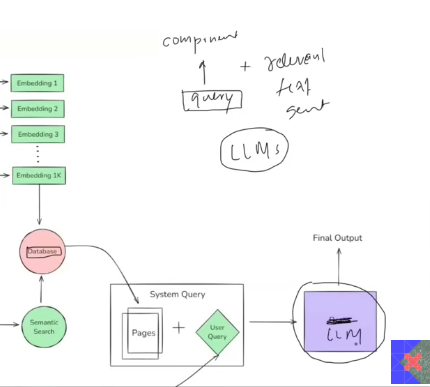 component
+ relevant
text
sent
query
LLMs
Embedding 1
Embedding 2
Embedding 3
Embedding 1K
Database
Semantic
Search
System Query
Pages
+
User
Query
Final Output
LLM